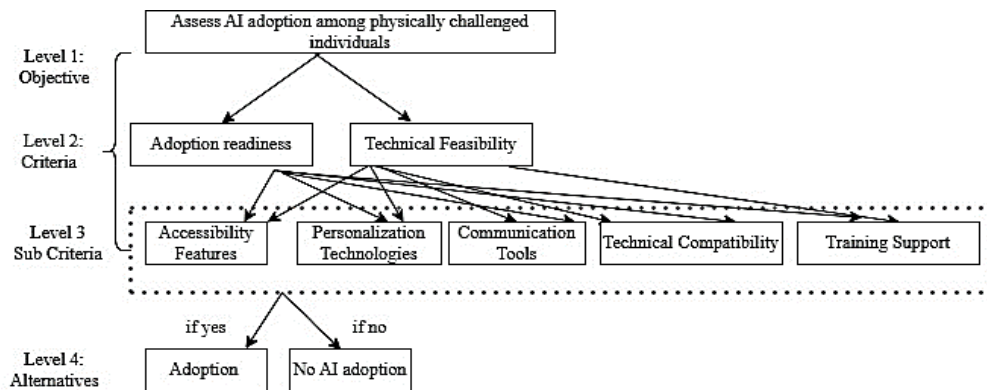 Assess AI adoption among physically challenged
individuals
Level 1:
Objective
Level 2:
Criteria
Adoption readiness
Technical Feasibility
Level 3
Sub Criteria
Accessibility
Features
Personalization
Technologies
Communication
Tools
Technical Compatibility
Training Support
if yes
if no
Level 4:
Alternatives
Adoption
No AI adoption